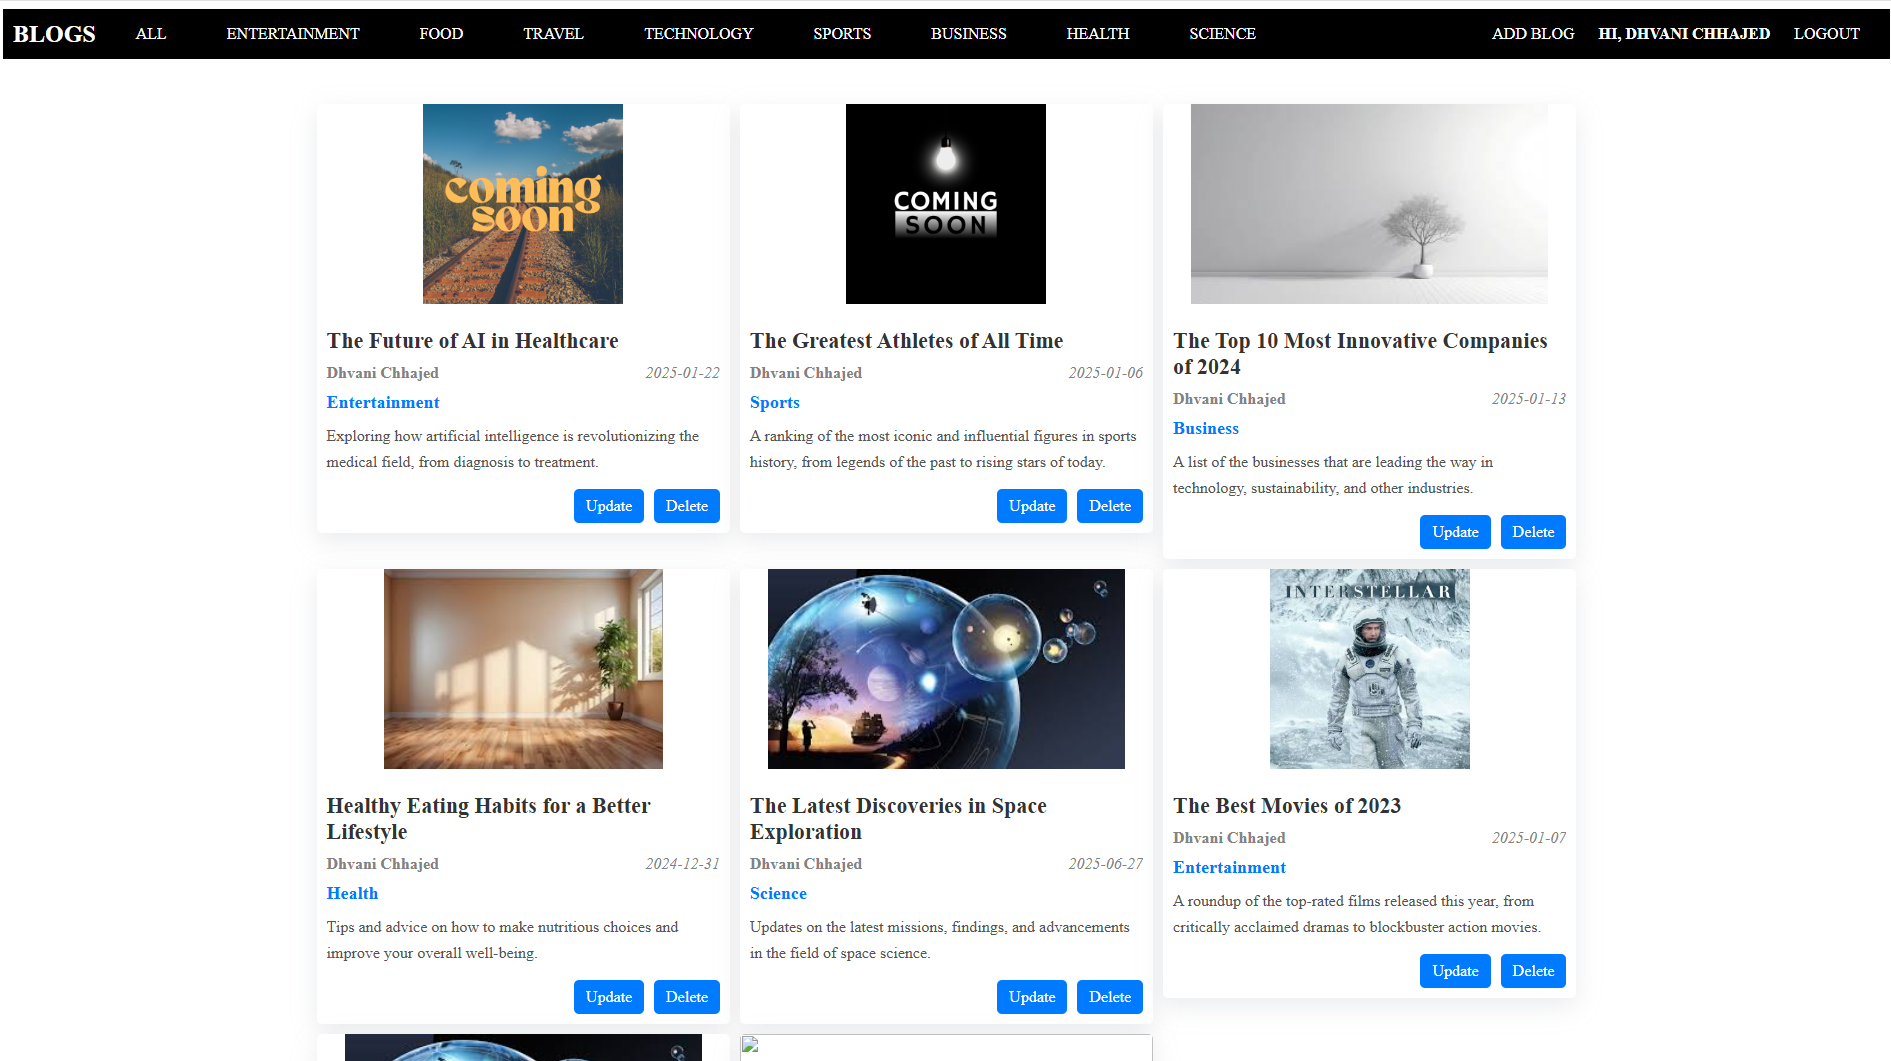 BLOGS ALL ENTERTAINMENT FOOD TRAVEL TECHNOLOGY SPORTS BUSINESS HEALTH SCIENCE ADD BLOG HI, DHVANI CHHAJED LOGOUT
coming
soon
The Future of AI in Healthcare
Dhvani Chhajed 2025-01-22
Entertainment
Exploring how artificial intelligence is revolutionizing the
medical field, from diagnosis to treatment.
Update Delete
COMING
SOON
The Greatest Athletes of All Time
Dhvani Chhajed 2025-01-06
Sports
A ranking of the most iconic and influential figures in sports
history, from legends of the past to rising stars of today.
Update Delete
The Top 10 Most Innovative Companies
of 2024
Dhvani Chhajed 2025-01-13
Business
A list of the businesses that are leading the way in
technology, sustainability, and other industries.
Update Delete
Healthy Eating Habits for a Better
Lifestyle
Dhvani Chhajed 2024-12-31
Health
Tips and advice on how to make nutritious choices and
improve your overall well-being.
Update Delete
The Latest Discoveries in Space
Exploration
Dhvani Chhajed 2025-06-27
Science
Updates on the latest missions, findings, and advancements
in the field of space science.
Update Delete
INTERSTELLAR
The Best Movies of 2023
Dhvani Chhajed 2025-01-07
Entertainment
A roundup of the top-rated films released this year, from
critically acclaimed dramas to blockbuster action movies.
Update Delete